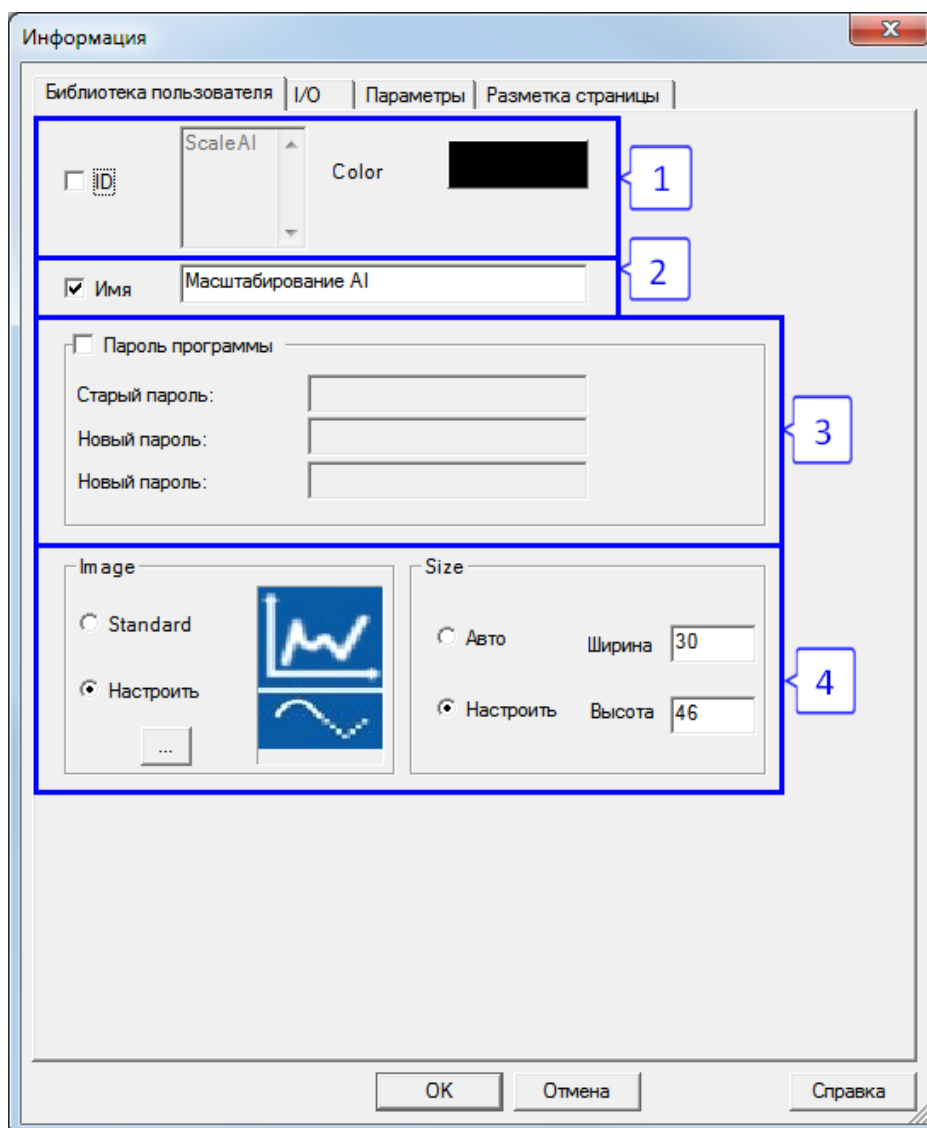 Информация
Библиотека пользователя I/O Параметры Разметка страницы
ID ScaleAI Color 1
Имя Масштабирование AI 2
Пароль программы
Старый пароль:
Новый пароль: 3
Новый пароль:
Image Size
Standard Авто Ширина 30
Настроить Настроить Высота 46 4
...
OK Отмена Справка